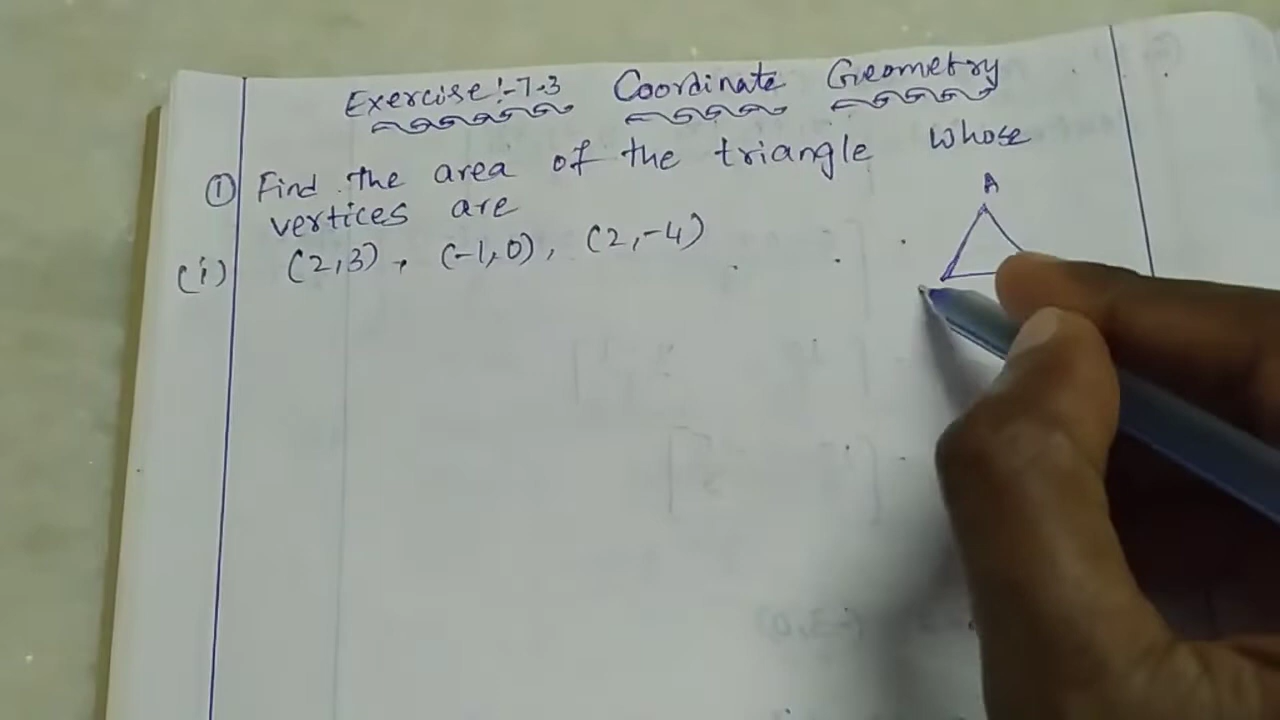 Exercise:-7.3 Coordinate Geometry
① Find the area of the triangle whose
vertices are
(i) (2,3), (-1,0), (2,-4)
A